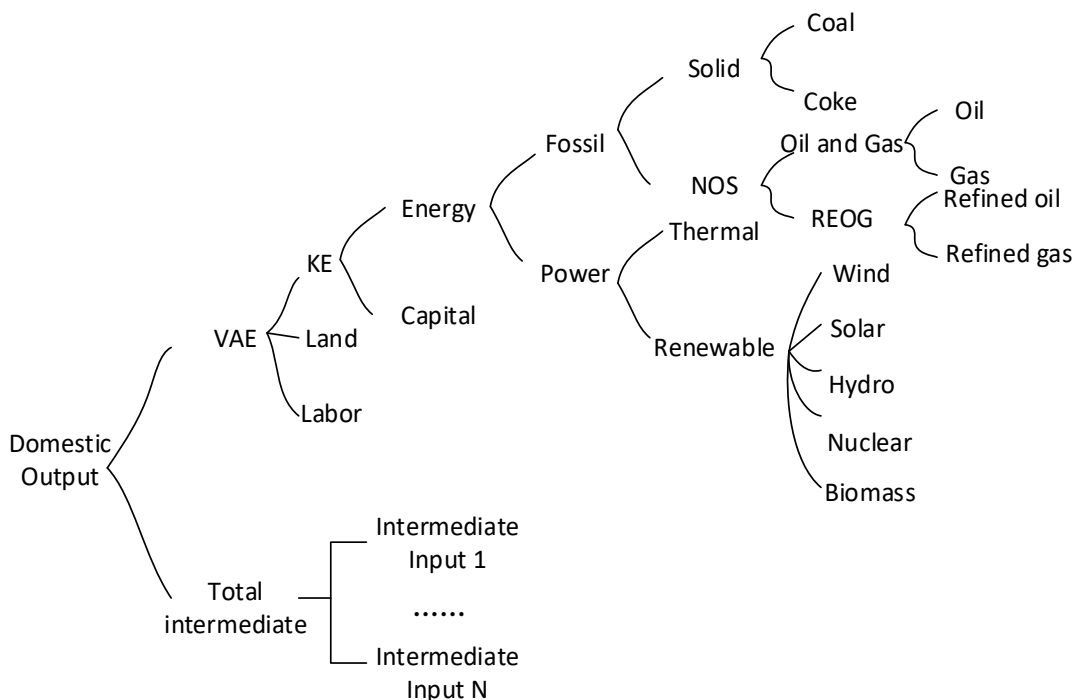 Coal
Solid
Coke
Oil
Fossil
Oil and Gas
Gas
NOS
Refined oil
Energy
REOG
Thermal
Refined gas
KE
Power
Wind
Capital
Solar
VAE
Land
Renewable
Hydro
Labor
Nuclear
Domestic
Output
Biomass
Intermediate
Input 1
Total
intermediate
......
Intermediate
Input N